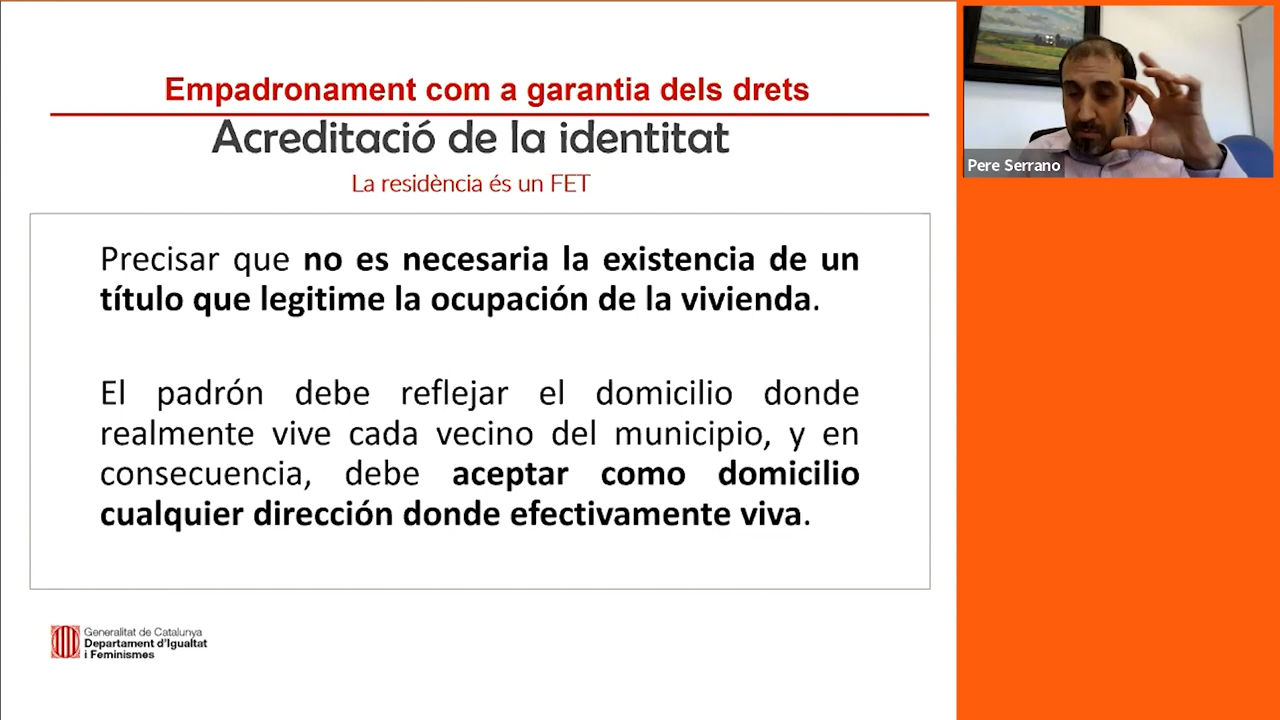 Empadronament com a garantia dels drets
Acreditació de la identitat
La residència és un FET
Precisar que no es necesaria la existencia de un
título que legitime la ocupación de la vivienda.
El padrón debe reflejar el domicilio donde
realmente vive cada vecino del municipio, y en
consecuencia, debe aceptar como domicilio
cualquier dirección donde efectivamente viva.
Generalitat de Catalunya
Departament d'Igualtat
i Feminismes
Pere Serrano